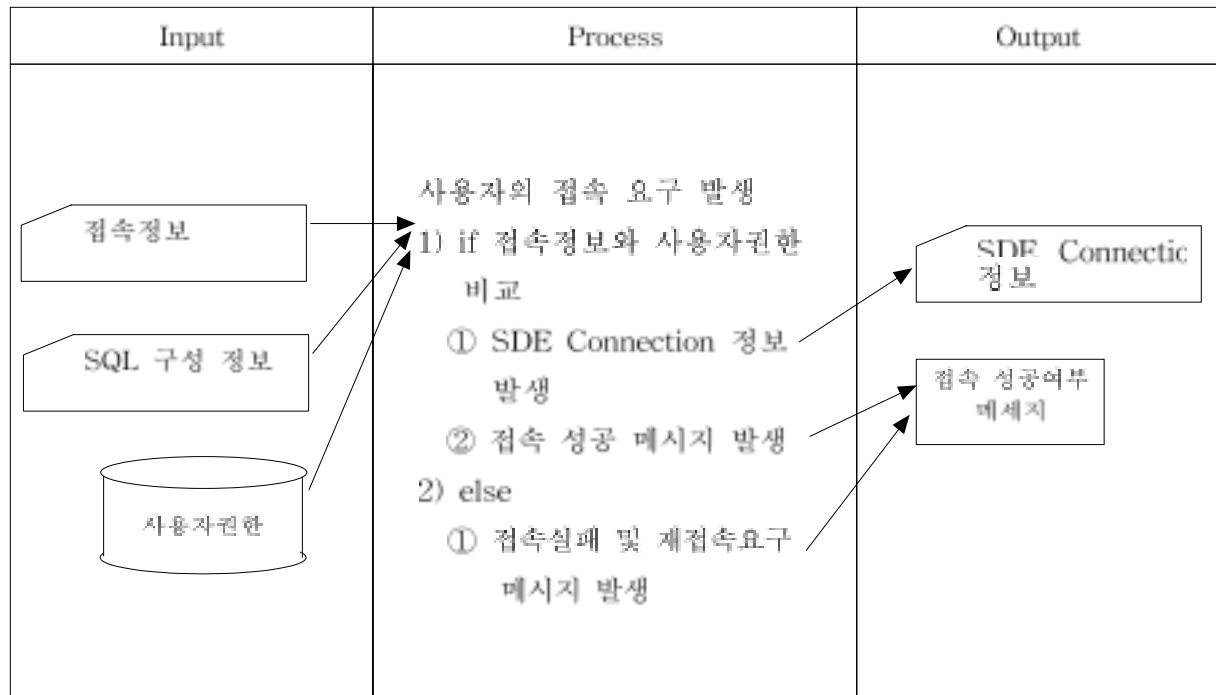 Input
Process
Output
접속정보
SQL 구성 정보
사용자권한
사용자의 접속 요구 발생
1) if 접속정보와 사용자권한
비교
① SDE Connection 정보
발생
② 접속 성공 메시지 발생
2) else
① 접속실패 및 재접속요구
메시지 발생
SDE Connectio
정보
접속 성공여부
메세지